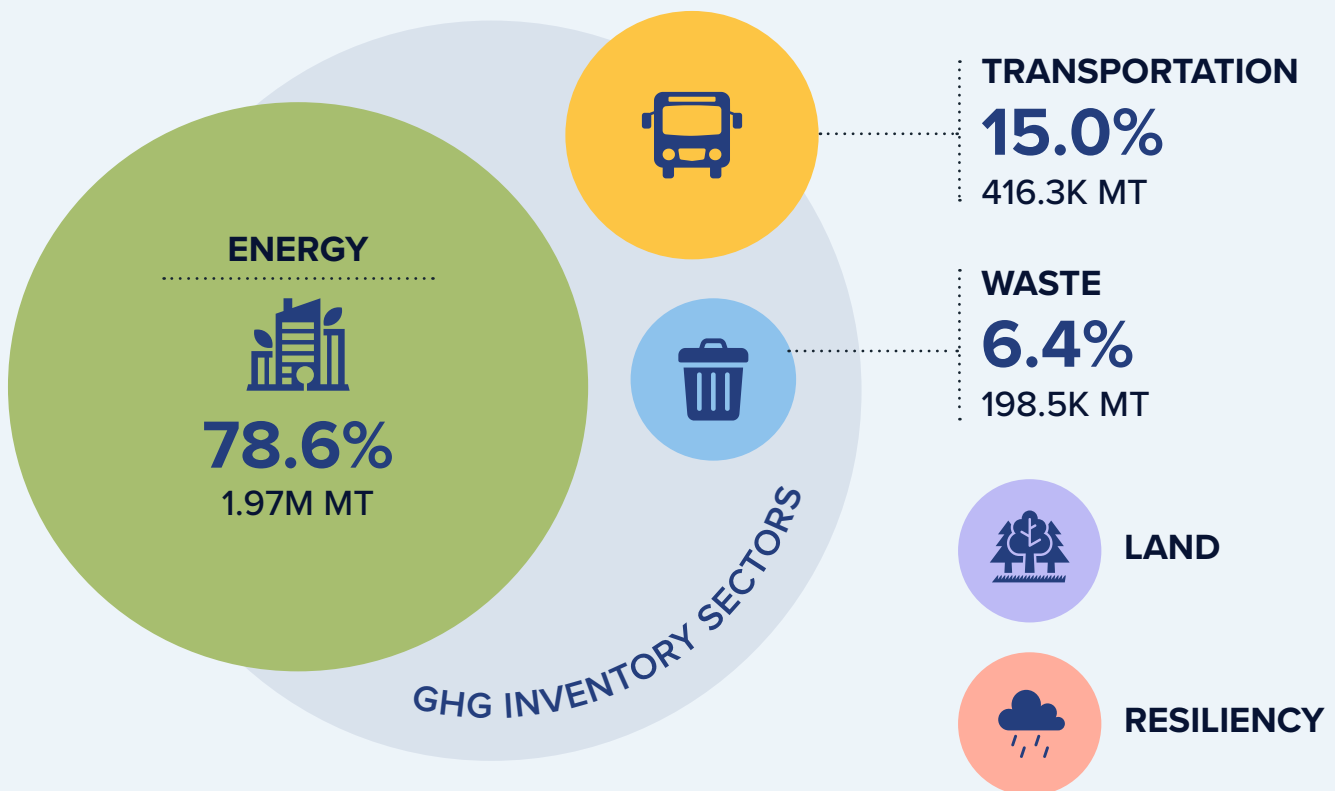 ENERGY
78.6%
1.97M MT
TRANSPORTATION
15.0%
416.3K MT
WASTE
6.4%
198.5K MT
GHG INVENTORY SECTORS
LAND
RESILIENCY